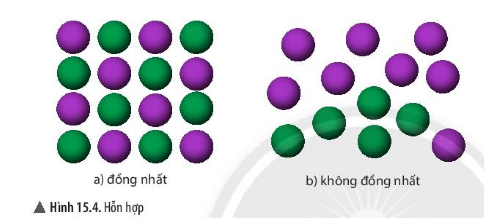 a) đồng nhất
b) không đồng nhất
▲ Hình 15.4. Hỗn hợp